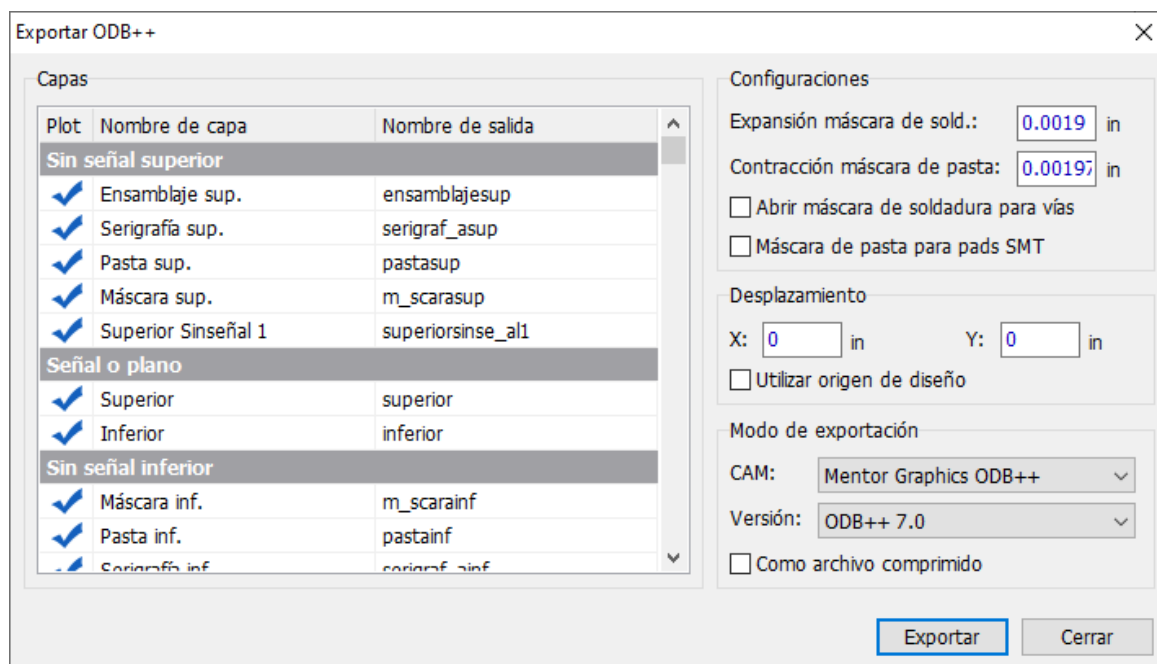 Exportar ODB++
Capas
Plot Nombre de capa Nombre de salida
Sin señal superior
Ensamblaje sup. ensamblajesup
Serigrafía sup. serigraf_asup
Pasta sup. pastasup
Máscara sup. m_scarasup
Superior Sinseñal 1 superiorsinse_al1
Señal o plano
Superior superior
Inferior inferior
Sin señal inferior
Máscara inf. m_scarainf
Pasta inf. pastainf
Serigrafía inf. serigraf_ainf
Configuraciones
Expansión máscara de sold.: 0.0019 in
Contracción máscara de pasta: 0.00197 in
Abrir máscara de soldadura para vías
Máscara de pasta para pads SMT
Desplazamiento
X: 0 in Y: 0 in
Utilizar origen de diseño
Modo de exportación
CAM: Mentor Graphics ODB++
Versión: ODB++ 7.0
Como archivo comprimido
Exportar Cerrar